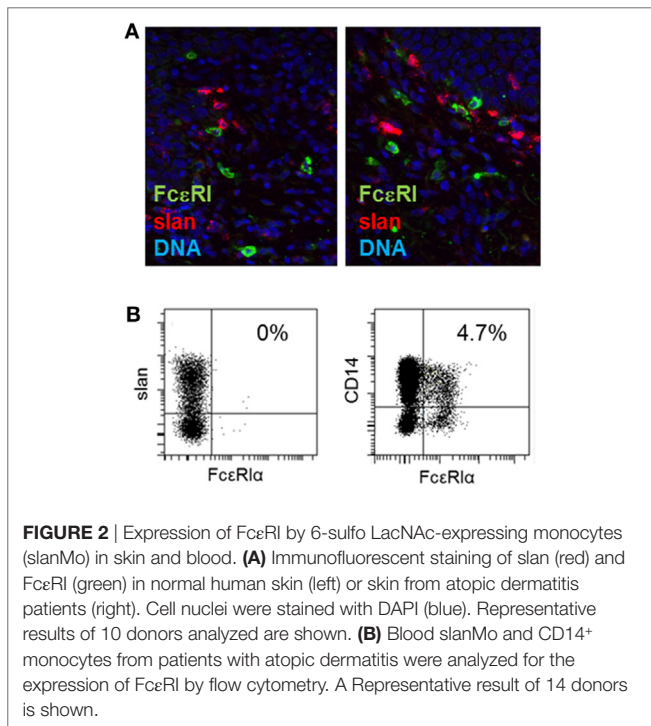 A
FcεRI
slan
DNA
FcεRI
slan
DNA
B
slan
0%
FcεRIα
CD14
4.7%
FcεRIα
FIGURE 2 | Expression of FcεRI by 6-sulfo LacNAc-expressing monocytes
(slanMo) in skin and blood. (A) Immunofluorescent staining of slan (red) and
FcεRI (green) in normal human skin (left) or skin from atopic dermatitis
patients (right). Cell nuclei were stained with DAPI (blue). Representative
results of 10 donors analyzed are shown. (B) Blood slanMo and CD14⁺
monocytes from patients with atopic dermatitis were analyzed for the
expression of FcεRI by flow cytometry. A Representative result of 14 donors
is shown.